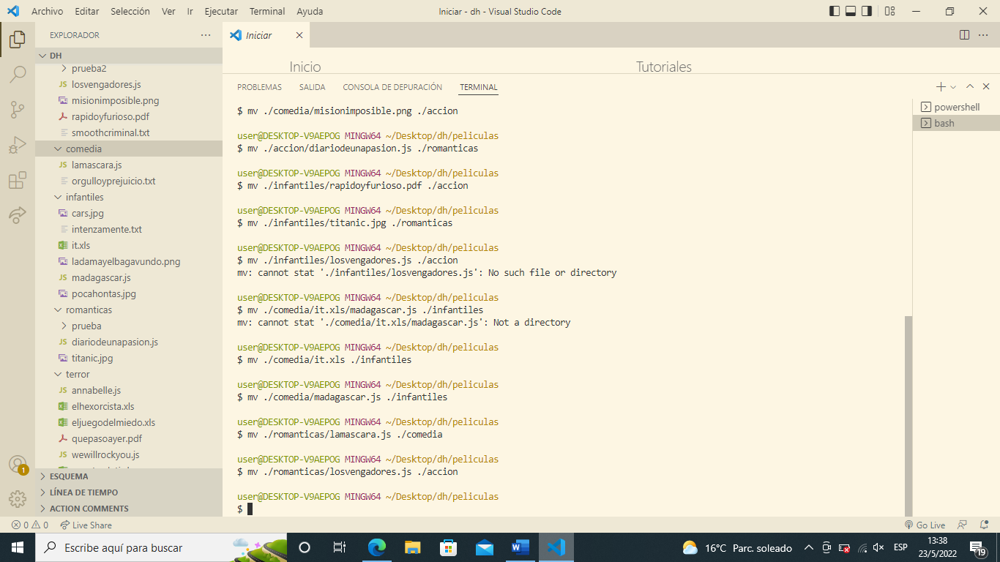 Archivo Editar Selección Ver Ir Ejecutar Terminal Ayuda
Iniciar - dh - Visual Studio Code
EXPLORADOR
DH
prueba2
losvengadores.js
misionimposible.png
rapidoyfurioso.pdf
smoothcriminal.txt
comedia
lamascara.js
orgulloyprejuicio.txt
infantiles
cars.jpg
intenzamente.txt
it.xls
ladamayelbagavundo.png
madagascar.js
pocahontas.jpg
romanticas
prueba
diariodeunapasion.js
titanic.jpg
terror
annabelle.js
elhexorcista.xls
eljuegodelmiedo.xls
quepasoayer.pdf
wewillrockyou.js
ESQUEMA
LÍNEA DE TIEMPO
ACTION COMMENTS
Iniciar
Inicio
Tutoriales
PROBLEMAS SALIDA CONSOLA DE DEPURACIÓN TERMINAL
$ mv ./comedia/misionimposible.png ./accion
user@DESKTOP-V9AEPOG MINGW64 ~/Desktop/dh/peliculas
$ mv ./accion/diariodeunapasion.js ./romanticas
user@DESKTOP-V9AEPOG MINGW64 ~/Desktop/dh/peliculas
$ mv ./infantiles/rapidoyfurioso.pdf ./accion
user@DESKTOP-V9AEPOG MINGW64 ~/Desktop/dh/peliculas
$ mv ./infantiles/titanic.jpg ./romanticas
user@DESKTOP-V9AEPOG MINGW64 ~/Desktop/dh/peliculas
$ mv ./infantiles/losvengadores.js ./accion
mv: cannot stat './infantiles/losvengadores.js': No such file or directory
user@DESKTOP-V9AEPOG MINGW64 ~/Desktop/dh/peliculas
$ mv ./comedia/it.xls/madagascar.js ./infantiles
mv: cannot stat './comedia/it.xls/madagascar.js': Not a directory
user@DESKTOP-V9AEPOG MINGW64 ~/Desktop/dh/peliculas
$ mv ./comedia/it.xls ./infantiles
user@DESKTOP-V9AEPOG MINGW64 ~/Desktop/dh/peliculas
$ mv ./comedia/madagascar.js ./infantiles
user@DESKTOP-V9AEPOG MINGW64 ~/Desktop/dh/peliculas
$ mv ./romanticas/lamascara.js ./comedia
user@DESKTOP-V9AEPOG MINGW64 ~/Desktop/dh/peliculas
$ mv ./romanticas/losvengadores.js ./accion
user@DESKTOP-V9AEPOG MINGW64 ~/Desktop/dh/peliculas
$
powershell
bash
0 0 Live Share
Go Live
Escribe aquí para buscar
16°C Parc. soleado
ESP
13:38
23/5/2022
19